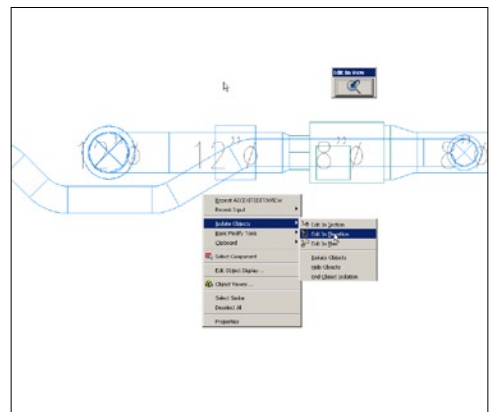 Edit In View
12"ø 12"ø 8"ø 8"ø
Repeat AECEDITEDITINVIEW
Recent Input
Isolate Objects
Basic Modify Tools
Clipboard
Select Component
Edit Object Display...
Object Viewer...
Select Similar
Deselect All
Properties
Edit In Section
Edit In Elevation
Edit In Plan
Isolate Objects
Hide Objects
End Object Isolation